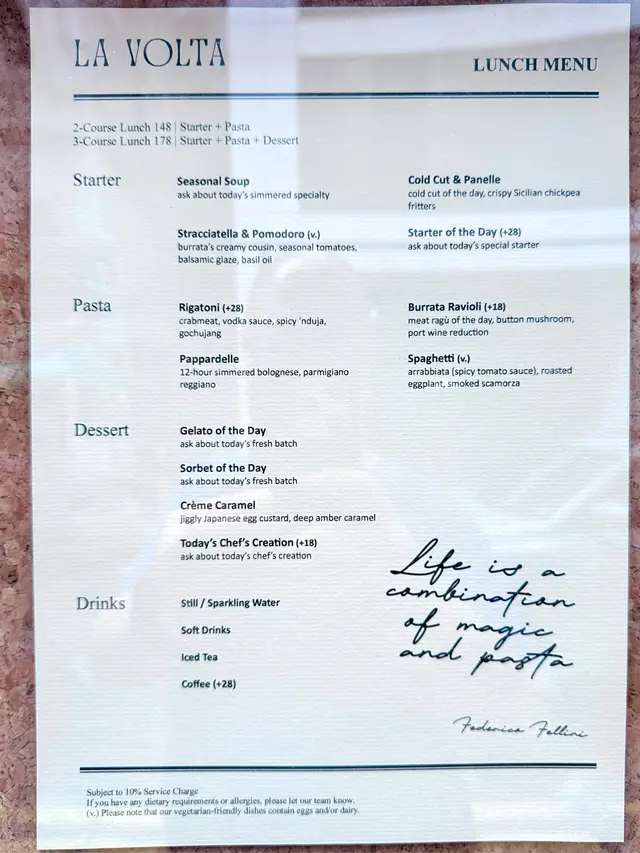 LA VOLTA
LUNCH MENU
2-Course Lunch 148 | Starter + Pasta
3-Course Lunch 178 | Starter + Pasta + Dessert
Starter
Seasonal Soup
ask about today's simmered specialty
Cold Cut & Panelle
cold cut of the day, crispy Sicilian chickpea
fritters
Stracciatella & Pomodoro (v.)
burrata's creamy cousin, seasonal tomatoes,
balsamic glaze, basil oil
Starter of the Day (+28)
ask about today's special starter
Pasta
Rigatoni (+28)
crabmeat, vodka sauce, spicy 'nduja,
gochujang
Burrata Ravioli (+18)
meat ragù of the day, button mushroom,
port wine reduction
Pappardelle
12-hour simmered bolognese, parmigiano
reggiano
Spaghetti (v.)
arrabbiata (spicy tomato sauce), roasted
eggplant, smoked scamorza
Dessert
Gelato of the Day
ask about today's fresh batch
Sorbet of the Day
ask about today's fresh batch
Crème Caramel
jiggly Japanese egg custard, deep amber caramel
Today's Chef's Creation (+18)
ask about today's chef's creation
Drinks
Still / Sparkling Water
Soft Drinks
Iced Tea
Coffee (+28)
Life is a
combination
of magic
and pasta
Federico Fellini
Subject to 10% Service Charge
If you have any dietary requirements or allergies, please let our team know.
(v.) Please note that our vegetarian-friendly dishes contain eggs and/or dairy.